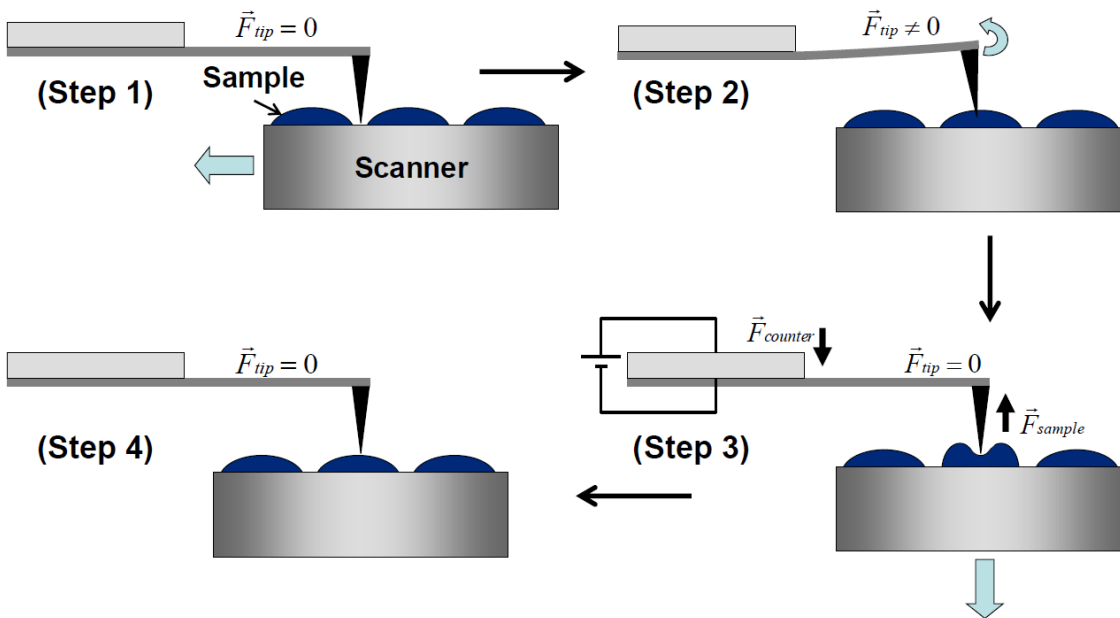 F⃗tip = 0
(Step 1)
Sample
Scanner
F⃗tip ≠ 0
(Step 2)
F⃗counter
F⃗tip = 0
(Step 3)
F⃗sample
F⃗tip = 0
(Step 4)